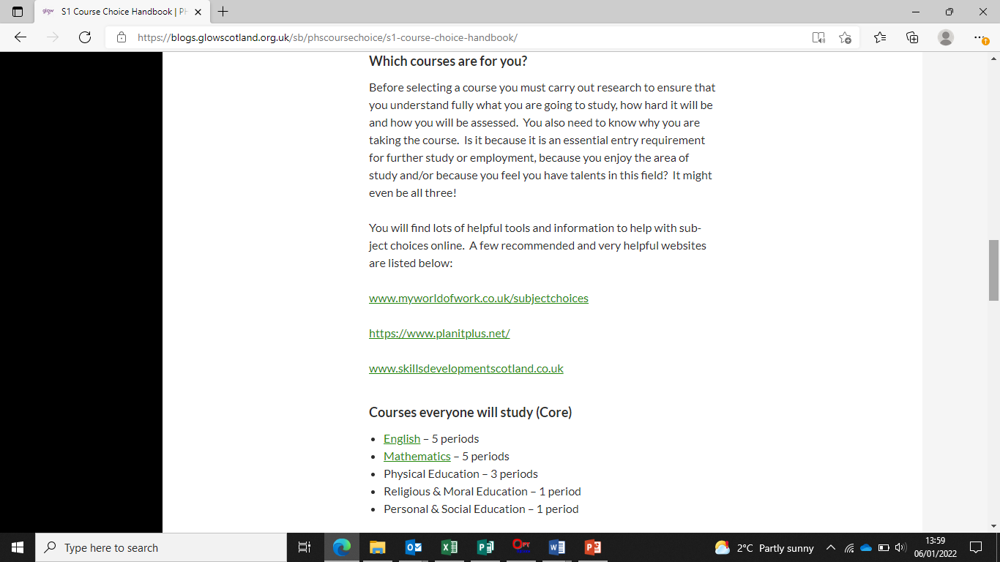 S1 Course Choice Handbook | PH
https://blogs.glowscotland.org.uk/sb/phscoursechoice/s1-course-choice-handbook/
Which courses are for you?
Before selecting a course you must carry out research to ensure that
you understand fully what you are going to study, how hard it will be
and how you will be assessed.  You also need to know why you are
taking the course.  Is it because it is an essential entry requirement
for further study or employment, because you enjoy the area of
study and/or because you feel you have talents in this field?  It might
even be all three!
You will find lots of helpful tools and information to help with sub-
ject choices online.  A few recommended and very helpful websites
are listed below:
www.myworldofwork.co.uk/subjectchoices
https://www.planitplus.net/
www.skillsdevelopmentscotland.co.uk
Courses everyone will study (Core)
• English – 5 periods
• Mathematics – 5 periods
• Physical Education – 3 periods
• Religious & Moral Education – 1 period
• Personal & Social Education – 1 period
Type here to search
2°C Partly sunny
13:59
06/01/2022